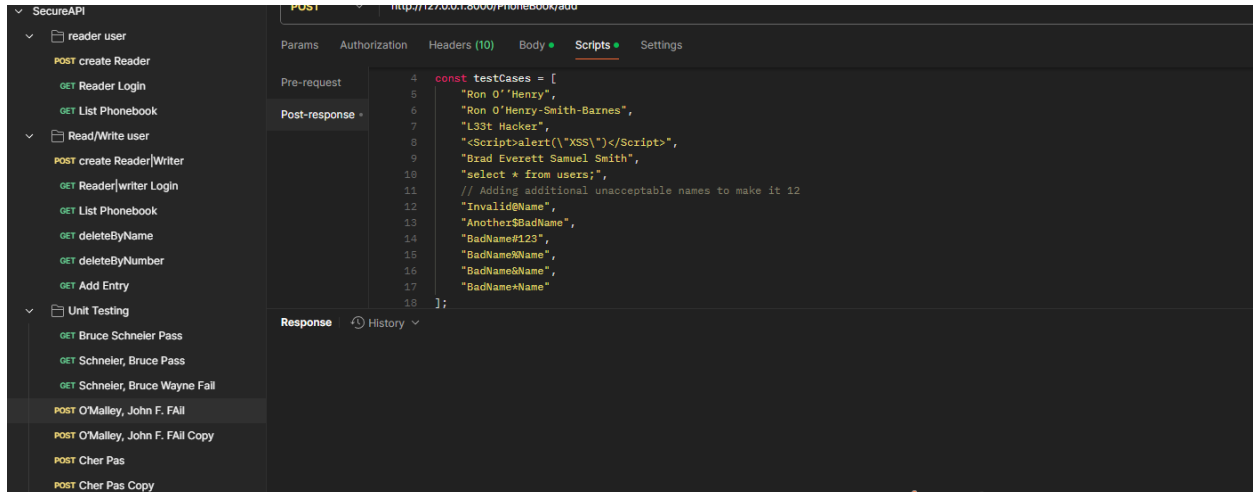 SecureAPI
reader user
POST create Reader
GET Reader Login
GET List Phonebook
Read/Write user
POST create Reader|Writer
GET Reader|writer Login
GET List Phonebook
GET deleteByName
GET deleteByNumber
GET Add Entry
Unit Testing
GET Bruce Schneier Pass
GET Schneier, Bruce Pass
GET Schneier, Bruce Wayne Fail
POST O'Malley, John F. FAil
POST O'Malley, John F. FAil Copy
POST Cher Pas
POST Cher Pas Copy
POST http://127.0.0.1:8000/PhoneBook/add
Params Authorization Headers (10) Body Scripts Settings
Pre-request
Post-response
4 const testCases = [
5 "Ron O’’Henry",
6 "Ron O’Henry-Smith-Barnes",
7 "L33t Hacker",
8 "<Script>alert(\"XSS\")</Script>",
9 "Brad Everett Samuel Smith",
10 "select * from users;",
11 // Adding additional unacceptable names to make it 12
12 "Invalid@Name",
13 "Another$BadName",
14 "BadName#123",
15 "BadName%Name",
16 "BadName&Name",
17 "BadName*Name"
18 ];
Response History